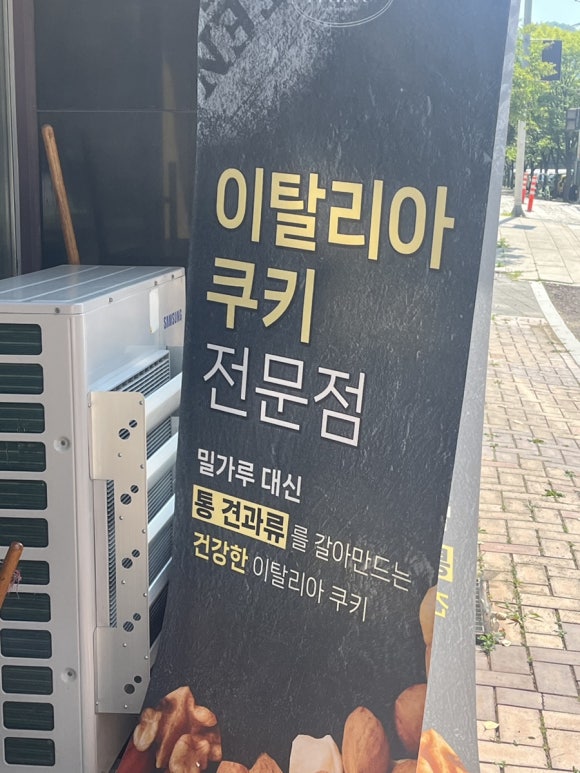 이탈리아
쿠키
전문점
밀가루 대신
통 견과류를 갈아만드는
건강한 이탈리아 쿠키
SAMSUNG